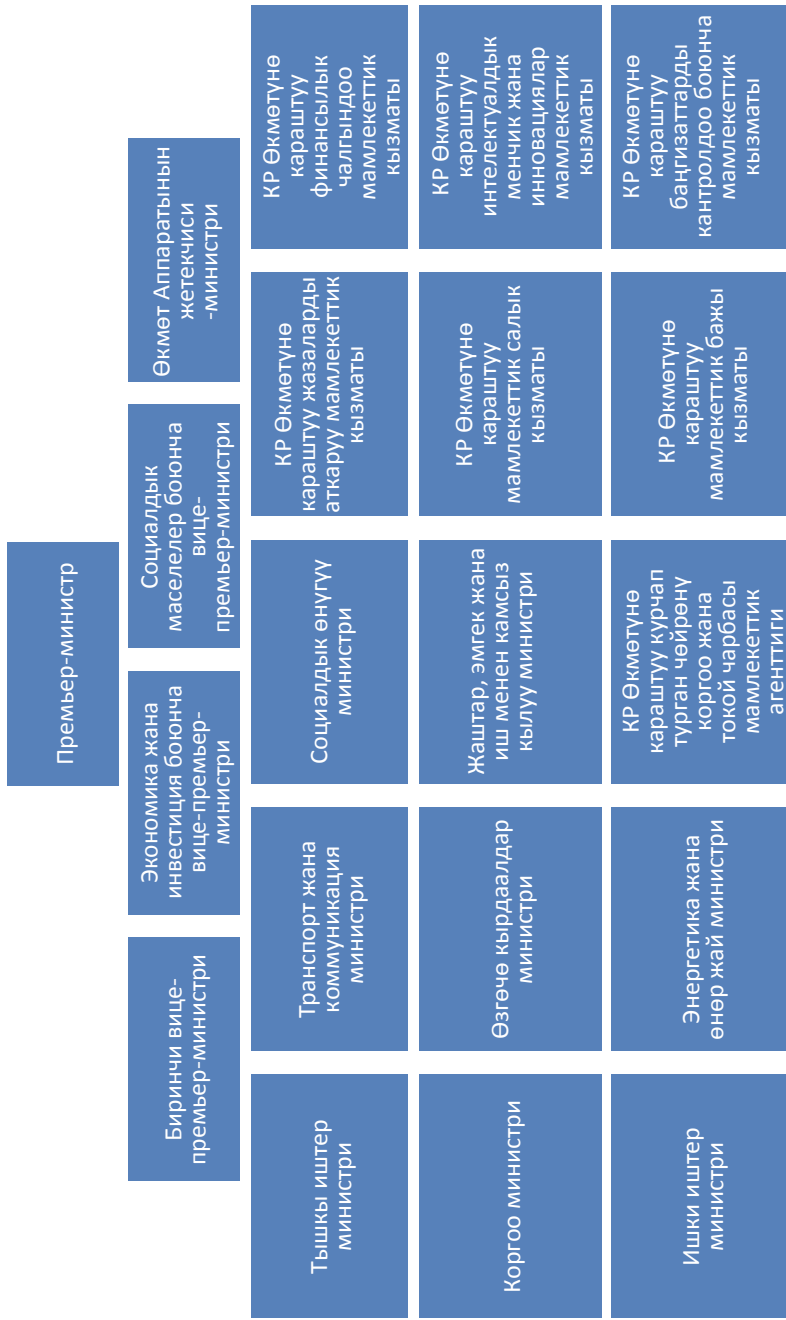 Премьер-министр
Биринчи вице-
премьер-министри
Экономика жана
инвестиция боюнча
вице-премьер-
министри
Социалдык
маселелер боюнча
вице-
премьер-министри
Өкмөт Аппаратынын
жетекчиси
-министри
Тышкы иштер
министри
Транспорт жана
коммуникация
министри
Социалдык өнүгүү
министри
КР Өкмөтүнө
караштуу жазаларды
аткаруу мамлекеттик
кызматы
КР Өкмөтүнө
караштуу
финансылык
чалгындоо
мамлекеттик
кызматы
Коргоо министри
Өзгөчө кырдаалдар
министри
Жаштар, эмгек жана
иш менен камсыз
кылуу министри
КР Өкмөтүнө
караштуу
мамлекеттик салык
кызматы
КР Өкмөтүнө
караштуу
интелектуалдык
менчик жана
инновациялар
мамлекеттик
кызматы
Ишки иштер
министри
Энергетика жана
өнөр жай министри
КР Өкмөтүнө
караштуу курчап
турган чөйрөнү
коргоо жана
токой чарбасы
мамлекеттик
агенттиги
КР Өкмөтүнө
караштуу
мамлекеттик бажы
кызматы
КР Өкмөтүнө
караштуу
баңгизаттарды
кантролдоо боюнча
мамлекеттик
кызматы